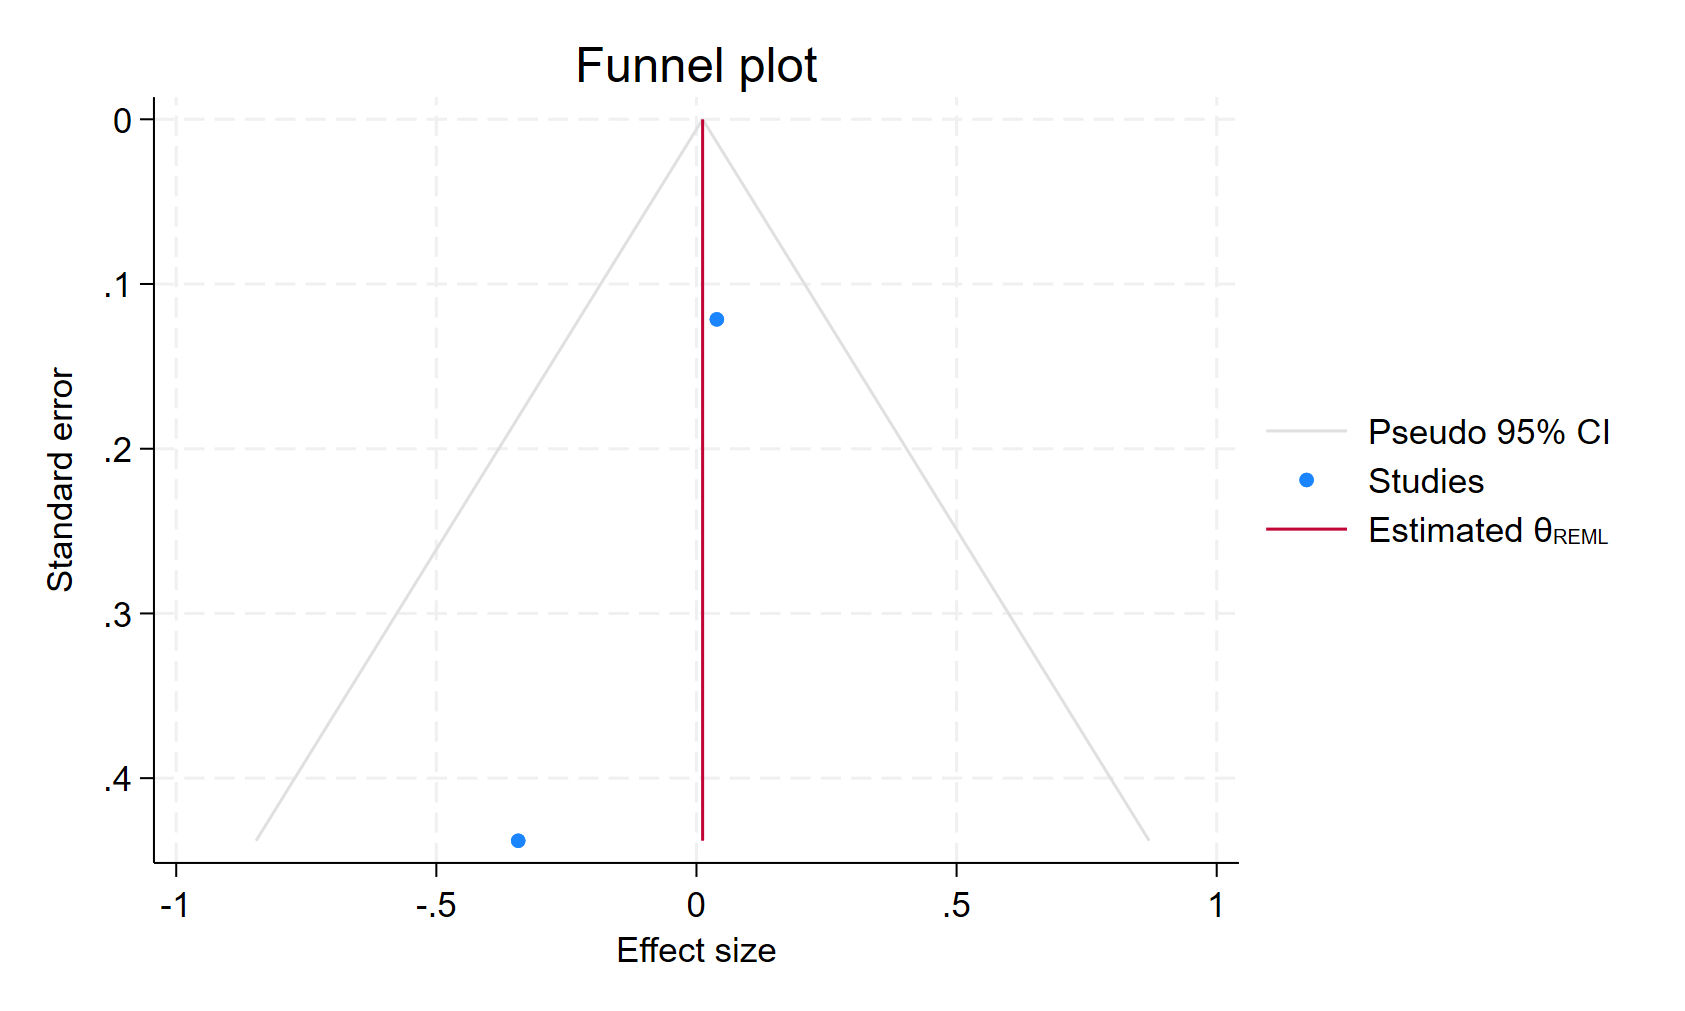 Funnel plot
0
.1
.2
.3
.4
Standard error
-1
-.5
0
.5
1
Effect size
Pseudo 95% CI
Studies
Estimated θREML